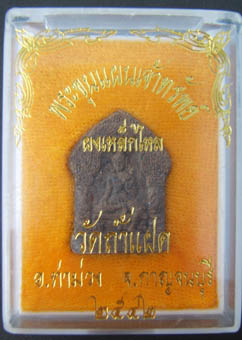 พระขุนแผนเจ้าทรัพย์
ผงเหล็กไหล
วัดถ้ำแฝด
อ.ท่าม่วง จ.กาญจนบุรี
๒๕๔๒